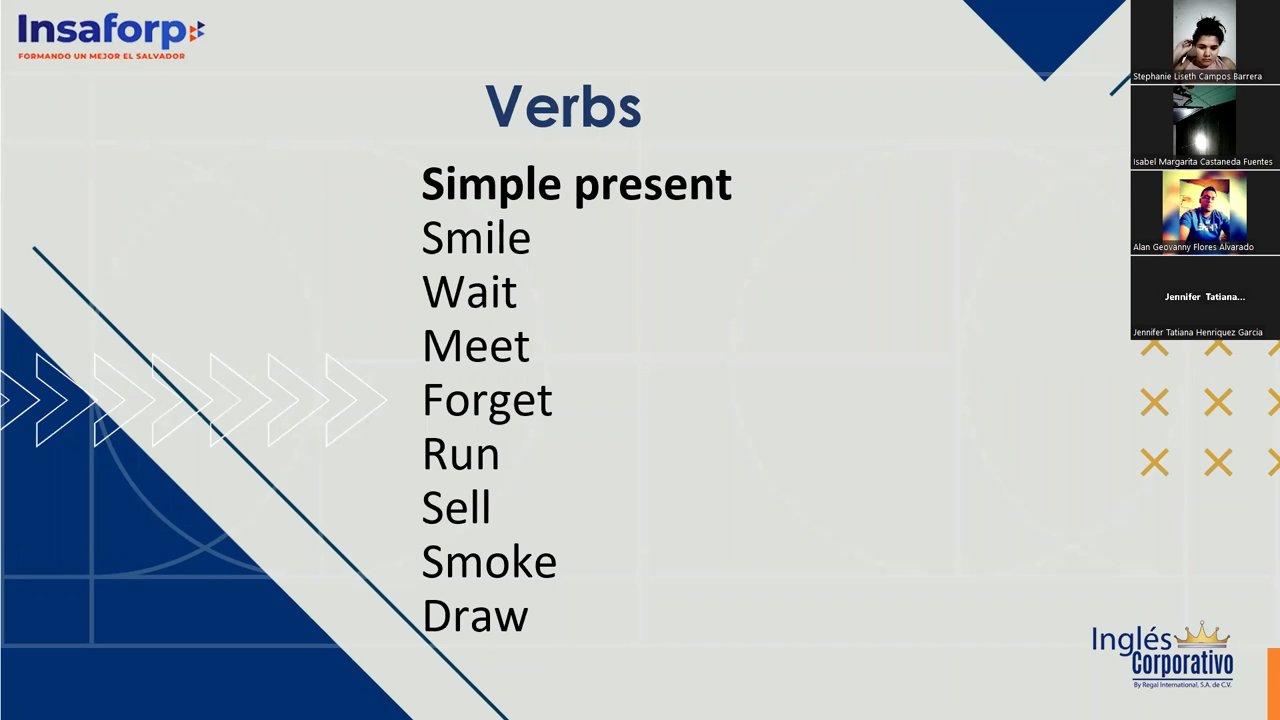 Insaforp
FORMANDO UN MEJOR EL SALVADOR
Verbs
Simple present
Smile
Wait
Meet
Forget
Run
Sell
Smoke
Draw
Stephanie Liseth Campos Barrera
Isabel Margarita Castaneda Fuentes
Alan Geovanny Flores Alvarado
Jennifer Tatiana...
Jennifer Tatiana Henriquez Garcia
Inglés
Corporativo
By Regal International, S.A. de C.V.